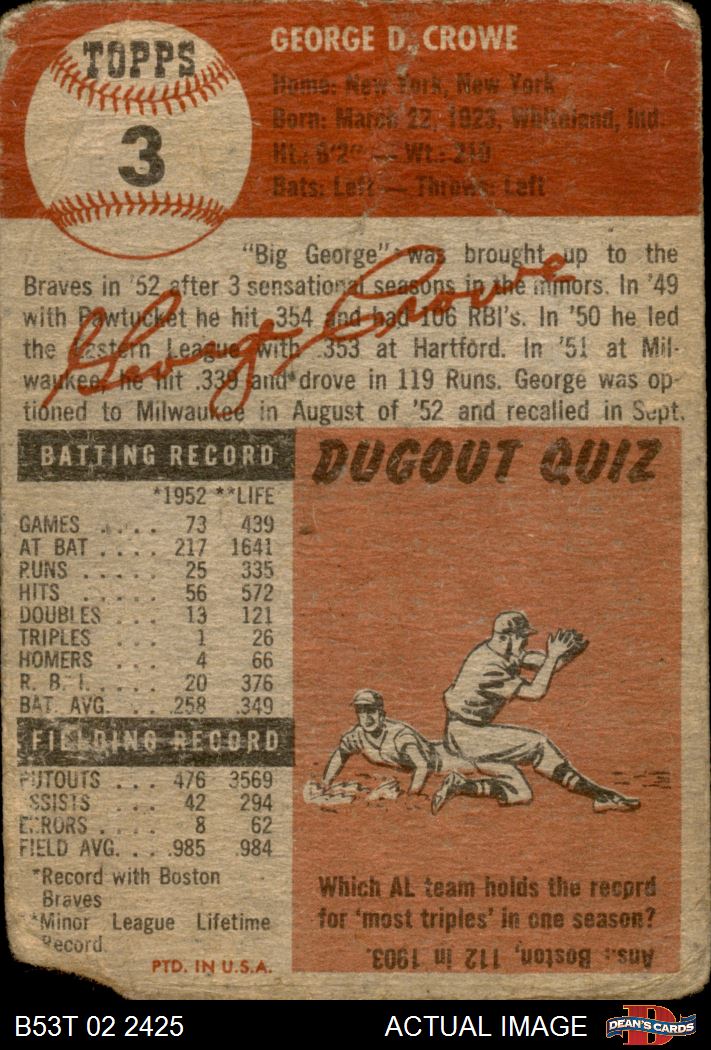 TOPPS
3
GEORGE D. CROWE
Home: New York, New York
Born: March 22, 1923, Whiteland, Ind.
Ht.: 6'2" — Wt.: 210
Bats: Left — Throws: Left
"Big George" was brought up to the
Braves in '52 after 3 sensational seasons in the minors. In '49
with Pawtucket he hit .354 and had 106 RBI's. In '50 he led
the Eastern League with .353 at Hartford. In '51 at Mil-
waukee, he hit .339 and drove in 119 Runs. George was op-
tioned to Milwaukee in August of '52 and recalled in Sept.
George Crowe
BATTING RECORD
*1952 **LIFE
GAMES . . . . . 73 439
AT BAT . . . . 217 1641
RUNS . . . . . 25 335
HITS . . . . . 56 572
DOUBLES . . . 13 121
TRIPLES . . . 1 26
HOMERS . . . 4 66
R. B. I. . . . . 20 376
BAT. AVG. . . . .258 .349
FIELDING RECORD
PUTOUTS . . . 476 3569
ASSISTS . . . 42 294
ERRORS . . . . 8 62
FIELD AVG. . . .985 .984
*Record with Boston
Braves
**Minor League Lifetime
Record
PTD. IN U.S.A.
DUGOUT QUIZ
Which AL team holds the record
for 'most triples' in one season?
Ans.: Boston, 112 in 1903.
B53T 02 2425
ACTUAL IMAGE
D
DEAN'S CARDS